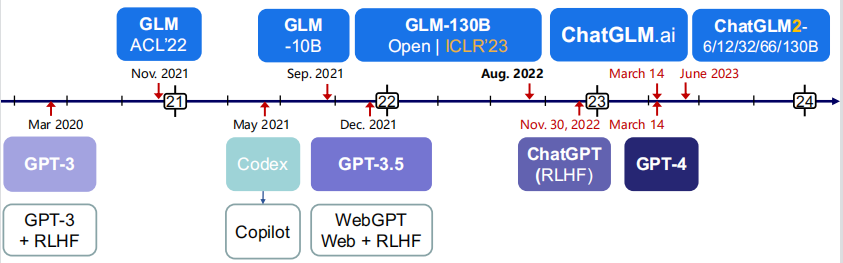 GLM
ACL'22
GLM
-10B
GLM-130B
Open | ICLR'23
ChatGLM.ai
ChatGLM2-
6/12/32/66/130B
Nov. 2021
Sep. 2021
Aug. 2022
March 14
June 2023
21
22
23
24
Mar 2020
May 2021
Dec. 2021
Nov. 30, 2022
March 14
GPT-3
Codex
GPT-3.5
ChatGPT
(RLHF)
GPT-4
GPT-3
+ RLHF
Copilot
WebGPT
Web + RLHF